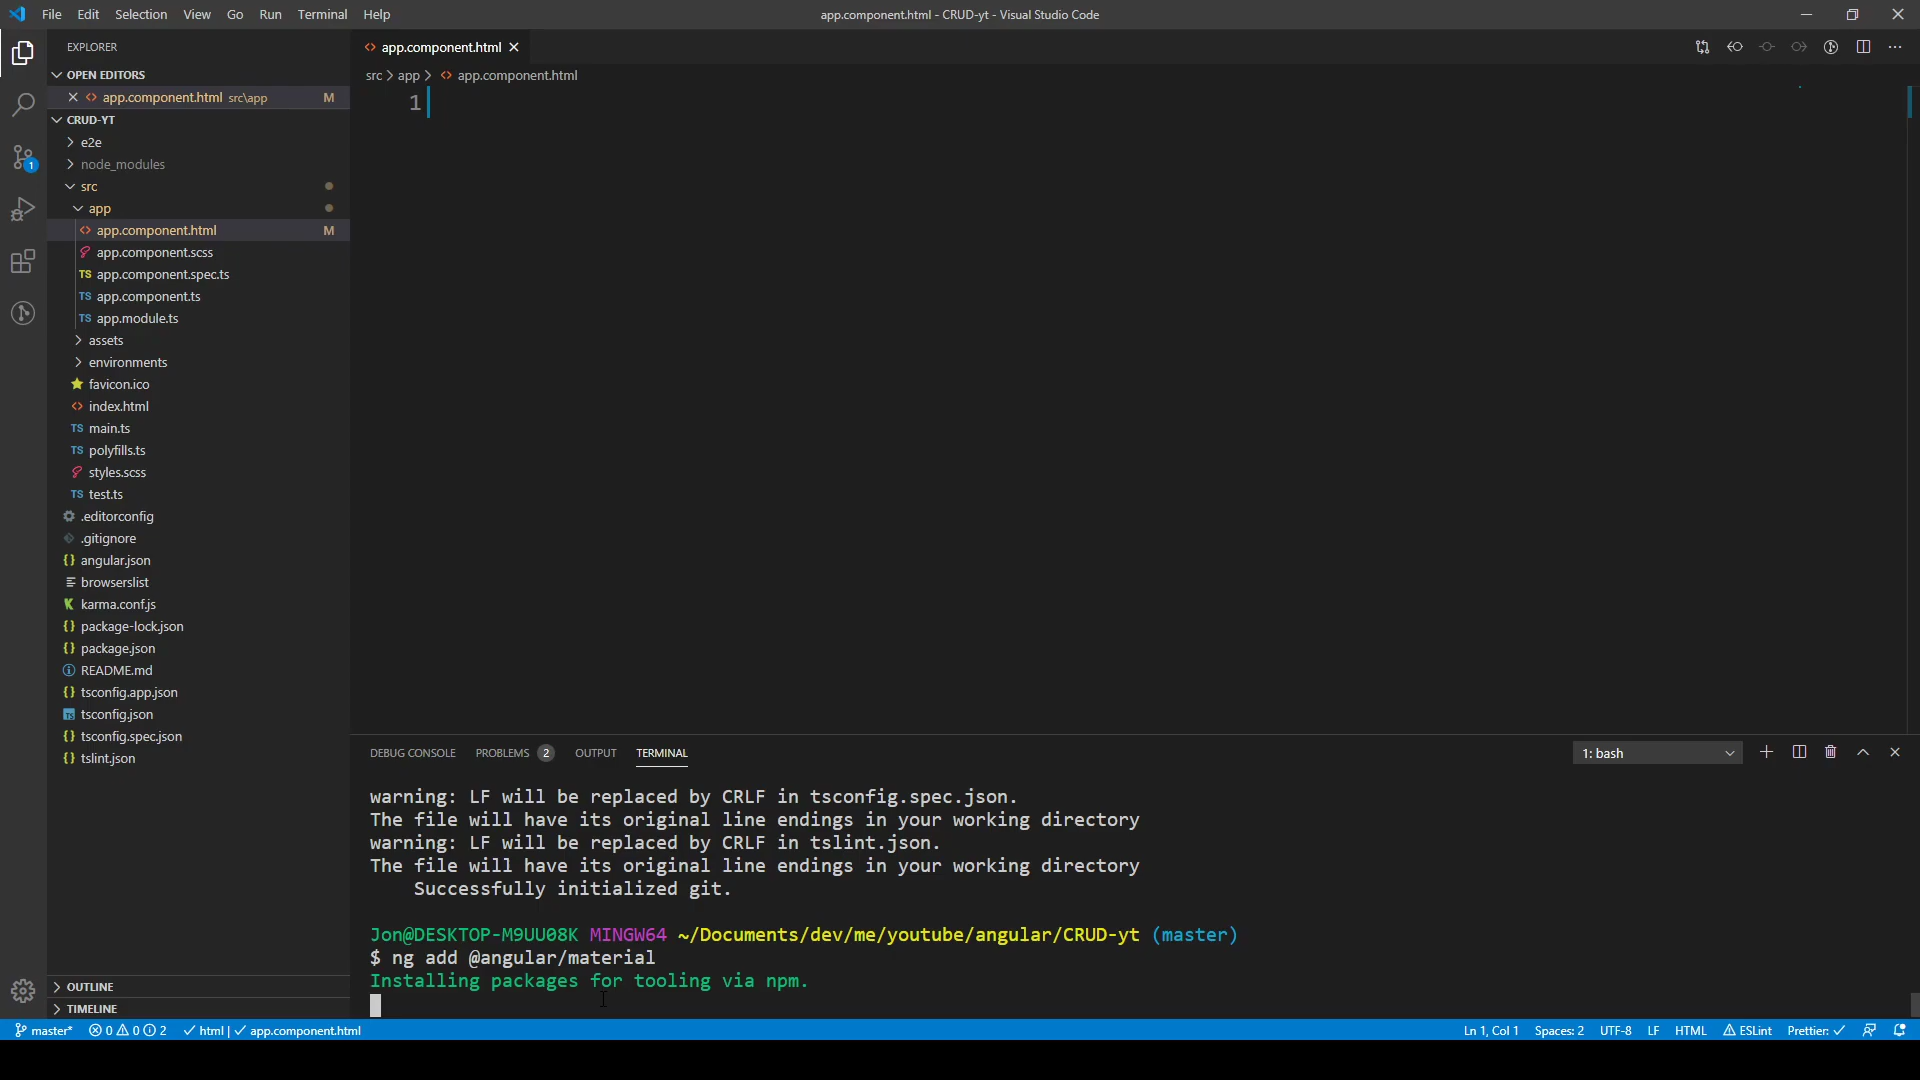 File Edit Selection View Go Run Terminal Help
app.component.html - CRUD-yt - Visual Studio Code
EXPLORER
OPEN EDITORS
app.component.html src\app M
CRUD-YT
e2e
node_modules
src
app
app.component.html M
app.component.scss
TS app.component.spec.ts
TS app.component.ts
TS app.module.ts
assets
environments
favicon.ico
index.html
TS main.ts
TS polyfills.ts
styles.scss
TS test.ts
.editorconfig
.gitignore
{} angular.json
browserslist
K karma.conf.js
{} package-lock.json
{} package.json
README.md
{} tsconfig.app.json
TS tsconfig.json
{} tsconfig.spec.json
{} tslint.json
OUTLINE
TIMELINE
1
app.component.html
src > app > app.component.html
1
DEBUG CONSOLE PROBLEMS 2 OUTPUT TERMINAL
1: bash
warning: LF will be replaced by CRLF in tsconfig.spec.json.
The file will have its original line endings in your working directory
warning: LF will be replaced by CRLF in tslint.json.
The file will have its original line endings in your working directory
Successfully initialized git.
Jon@DESKTOP-M9UU08K MINGW64 ~/Documents/dev/me/youtube/angular/CRUD-yt (master)
$ ng add @angular/material
Installing packages for tooling via npm.
master* 0 0 2 html | app.component.html
Ln 1, Col 1 Spaces: 2 UTF-8 LF HTML ESLint Prettier: ✓